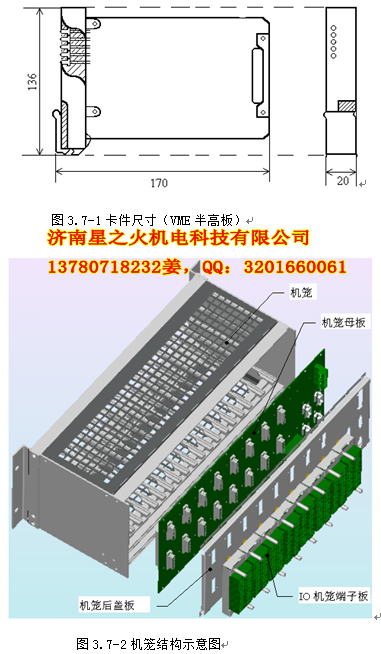 136
170
20
图3.7-1卡件尺寸（VME 半高板）
济南星之火机电科技有限公司
13780718232姜，QQ：3201660061
机笼
机笼母板
机笼后盖板
IO 机笼端子板
图3.7-2 机笼结构示意图